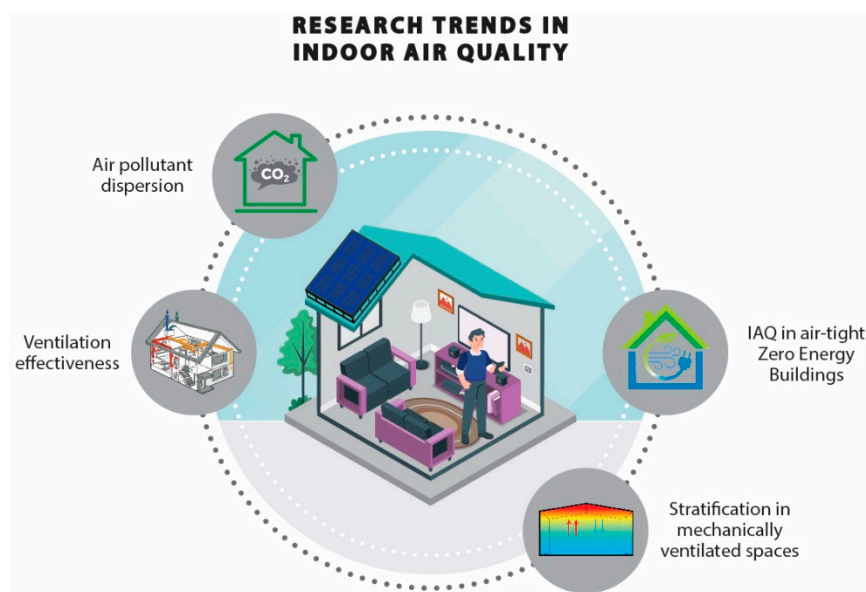 RESEARCH TRENDS IN
INDOOR AIR QUALITY
Air pollutant
dispersion
CO₂
Ventilation
effectiveness
IAQ in air-tight
Zero Energy
Buildings
Stratification in
mechanically
ventilated spaces